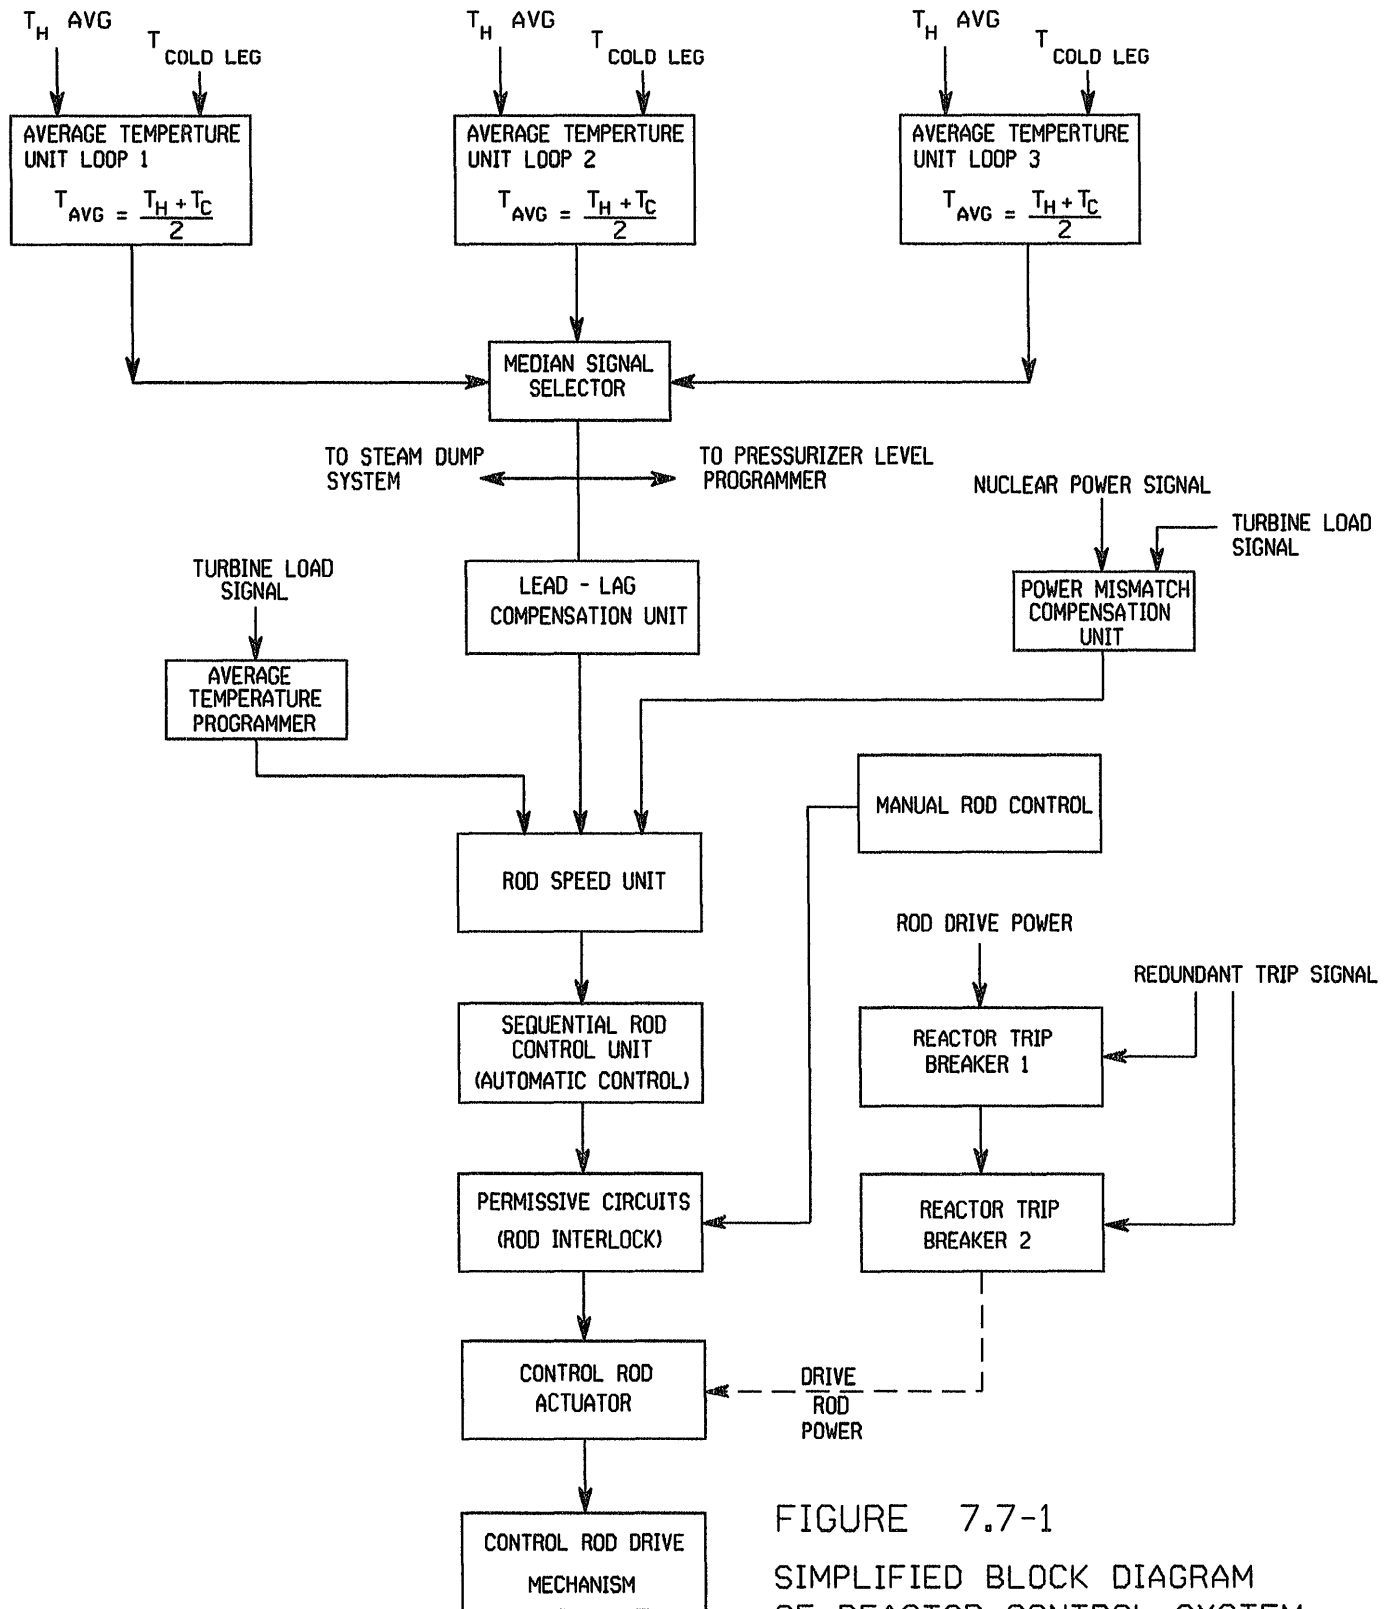 T_H AVG
T COLD LEG
T_H AVG
T COLD LEG
T_H AVG
T COLD LEG
AVERAGE TEMPERTURE
UNIT LOOP 1
T_AVG = (T_H + T_C)/2
AVERAGE TEMPERTURE
UNIT LOOP 2
T_AVG = (T_H + T_C)/2
AVERAGE TEMPERTURE
UNIT LOOP 3
T_AVG = (T_H + T_C)/2
MEDIAN SIGNAL
SELECTOR
TO STEAM DUMP
SYSTEM
TO PRESSURIZER LEVEL
PROGRAMMER
NUCLEAR POWER SIGNAL
TURBINE LOAD
SIGNAL
TURBINE LOAD
SIGNAL
LEAD - LAG
COMPENSATION UNIT
POWER MISMATCH
COMPENSATION
UNIT
AVERAGE
TEMPERATURE
PROGRAMMER
MANUAL ROD CONTROL
ROD SPEED UNIT
ROD DRIVE POWER
REDUNDANT TRIP SIGNAL
SEQUENTIAL ROD
CONTROL UNIT
(AUTOMATIC CONTROL)
REACTOR TRIP
BREAKER 1
PERMISSIVE CIRCUITS
(ROD INTERLOCK)
REACTOR TRIP
BREAKER 2
CONTROL ROD
ACTUATOR
DRIVE
ROD
POWER
CONTROL ROD DRIVE
MECHANISM
FIGURE 7.7-1
SIMPLIFIED BLOCK DIAGRAM
OF REACTOR CONTROL SYSTEM